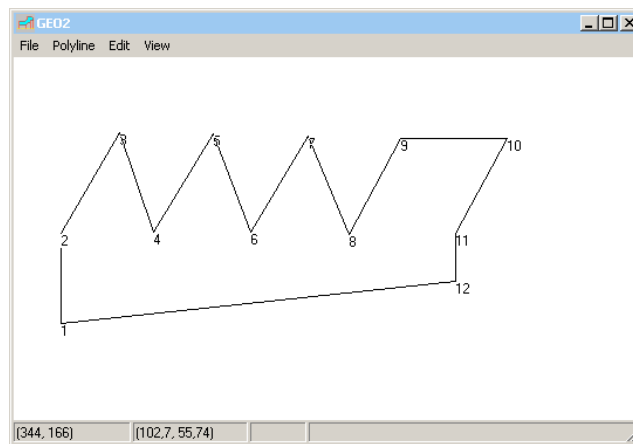 GEO2
File Polyline Edit View
3 5 7
9 10
2 4 6 8 11
12
1
(344, 166) (102,7, 55,74)